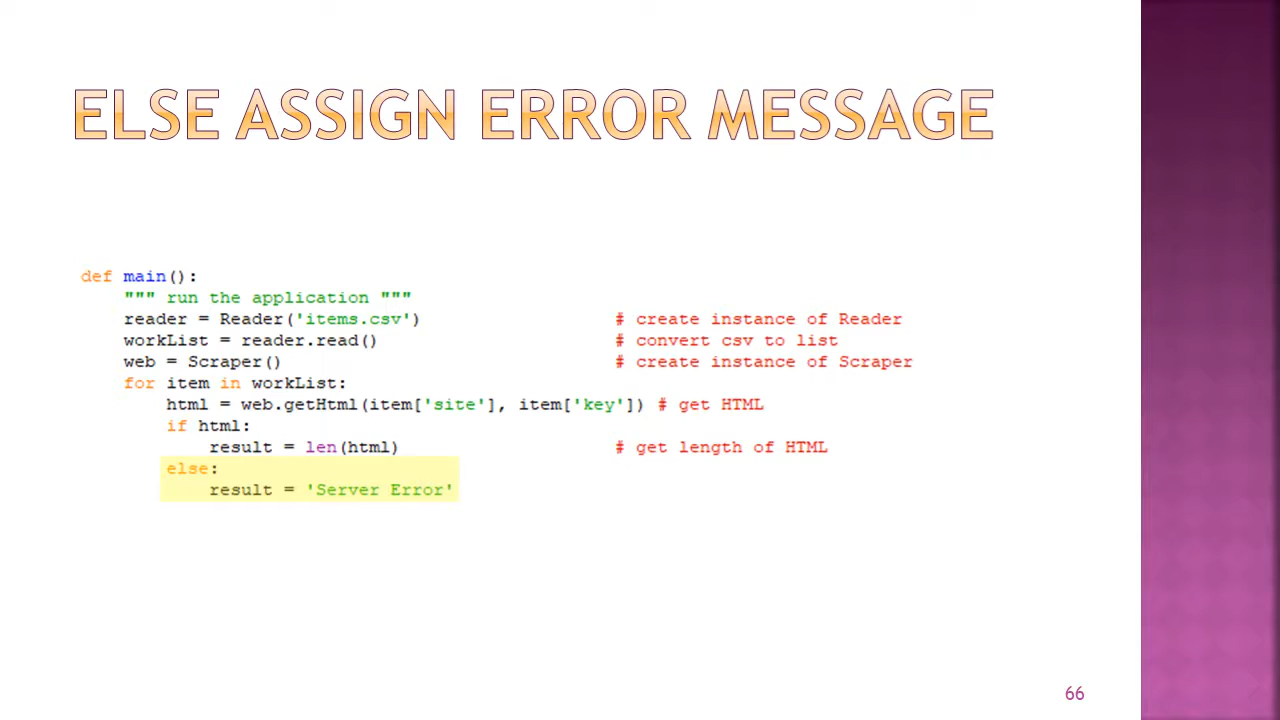 ELSE ASSIGN ERROR MESSAGE
def main():
""" run the application """
reader = Reader('items.csv') # create instance of Reader
workList = reader.read() # convert csv to list
web = Scraper() # create instance of Scraper
for item in workList:
html = web.getHtml(item['site'], item['key']) # get HTML
if html:
result = len(html) # get length of HTML
else:
result = 'Server Error'
66